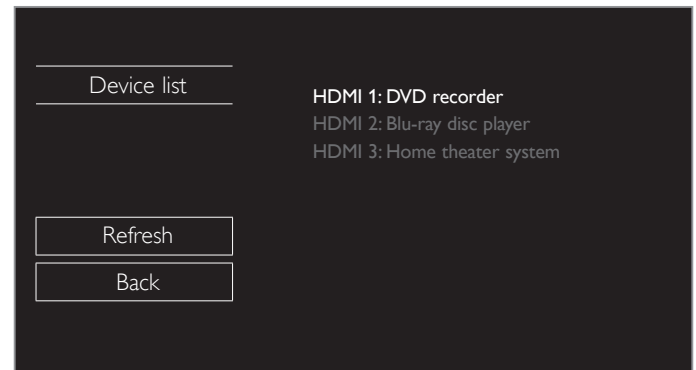 Device list
HDMI 1: DVD recorder
HDMI 2: Blu-ray disc player
HDMI 3: Home theater system
Refresh
Back